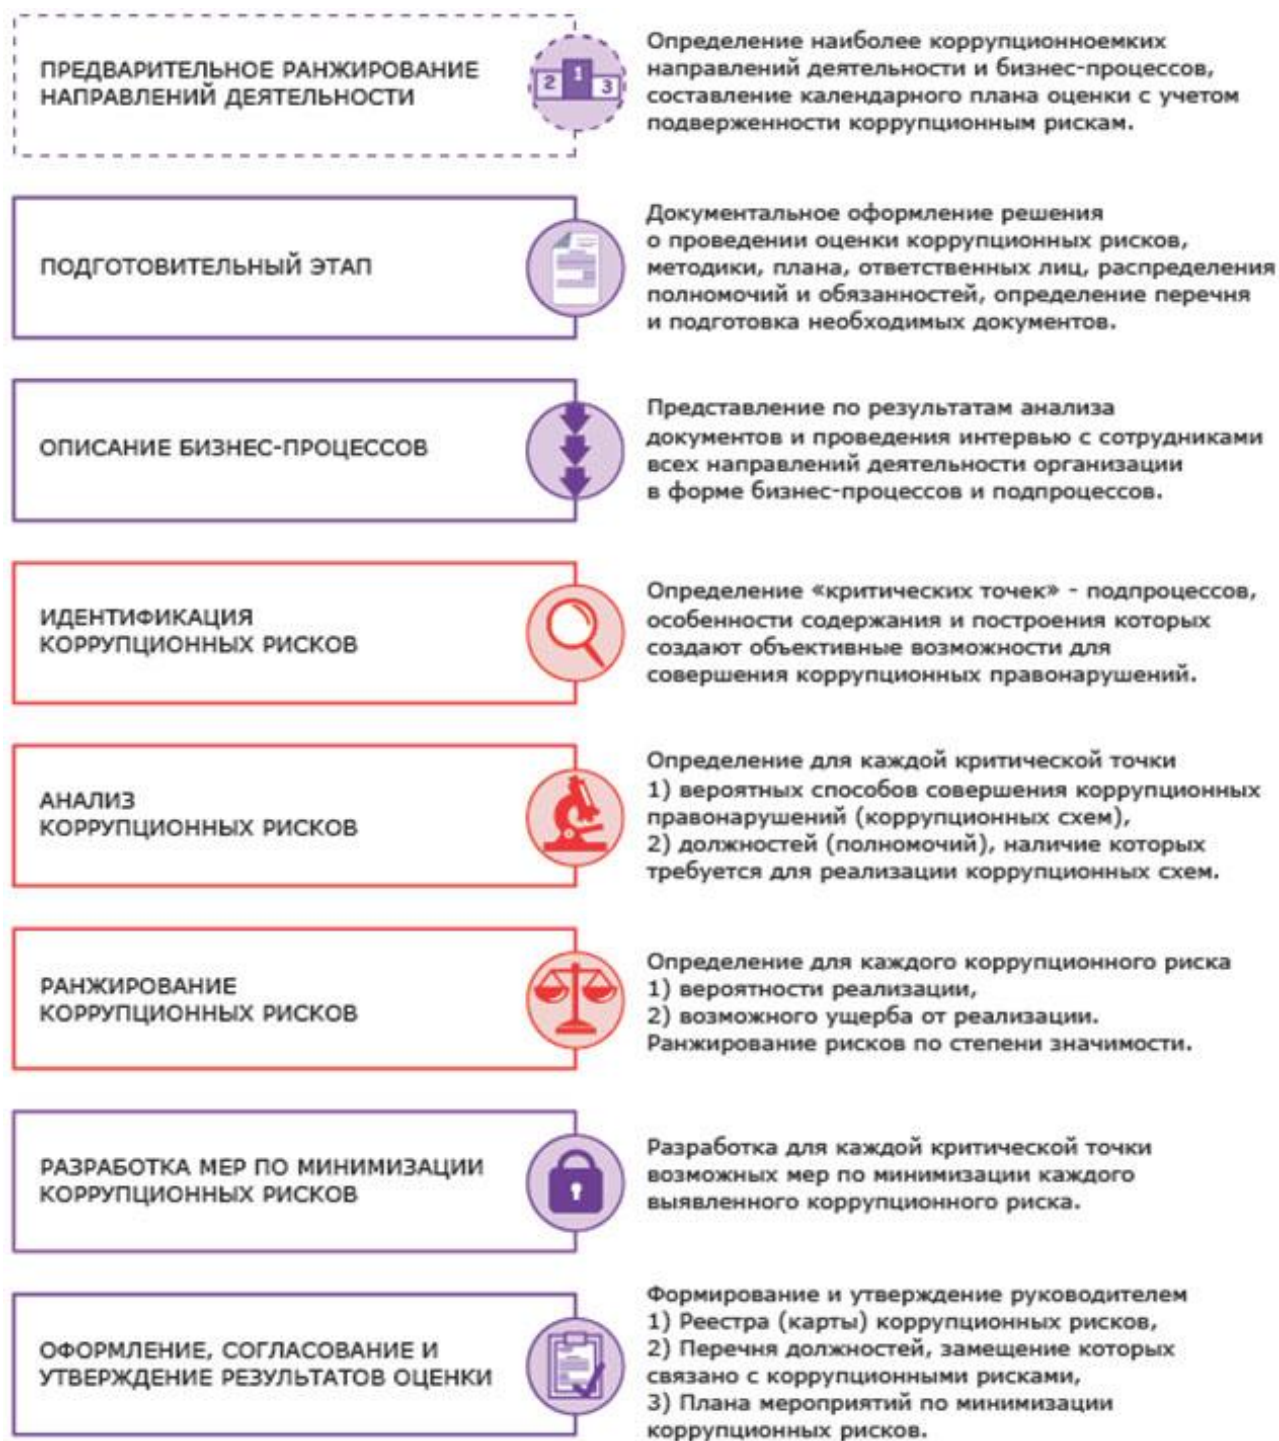 ПРЕДВАРИТЕЛЬНОЕ РАНЖИРОВАНИЕ
НАПРАВЛЕНИЙ ДЕЯТЕЛЬНОСТИ
2 1 3
Определение наиболее коррупционноемких
направлений деятельности и бизнес-процессов,
составление календарного плана оценки с учетом
подверженности коррупционным рискам.
ПОДГОТОВИТЕЛЬНЫЙ ЭТАП
Документальное оформление решения
о проведении оценки коррупционных рисков,
методики, плана, ответственных лиц, распределения
полномочий и обязанностей, определение перечня
и подготовка необходимых документов.
ОПИСАНИЕ БИЗНЕС-ПРОЦЕССОВ
Представление по результатам анализа
документов и проведения интервью с сотрудниками
всех направлений деятельности организации
в форме бизнес-процессов и подпроцессов.
ИДЕНТИФИКАЦИЯ
КОРРУПЦИОННЫХ РИСКОВ
Определение «критических точек» - подпроцессов,
особенности содержания и построения которых
создают объективные возможности для
совершения коррупционных правонарушений.
АНАЛИЗ
КОРРУПЦИОННЫХ РИСКОВ
Определение для каждой критической точки
1) вероятных способов совершения коррупционных
правонарушений (коррупционных схем),
2) должностей (полномочий), наличие которых
требуется для реализации коррупционных схем.
РАНЖИРОВАНИЕ
КОРРУПЦИОННЫХ РИСКОВ
Определение для каждого коррупционного риска
1) вероятности реализации,
2) возможного ущерба от реализации.
Ранжирование рисков по степени значимости.
РАЗРАБОТКА МЕР ПО МИНИМИЗАЦИИ
КОРРУПЦИОННЫХ РИСКОВ
Разработка для каждой критической точки
возможных мер по минимизации каждого
выявленного коррупционного риска.
ОФОРМЛЕНИЕ, СОГЛАСОВАНИЕ И
УТВЕРЖДЕНИЕ РЕЗУЛЬТАТОВ ОЦЕНКИ
Формирование и утверждение руководителем
1) Реестра (карты) коррупционных рисков,
2) Перечня должностей, замещение которых
связано с коррупционными рисками,
3) Плана мероприятий по минимизации
коррупционных рисков.